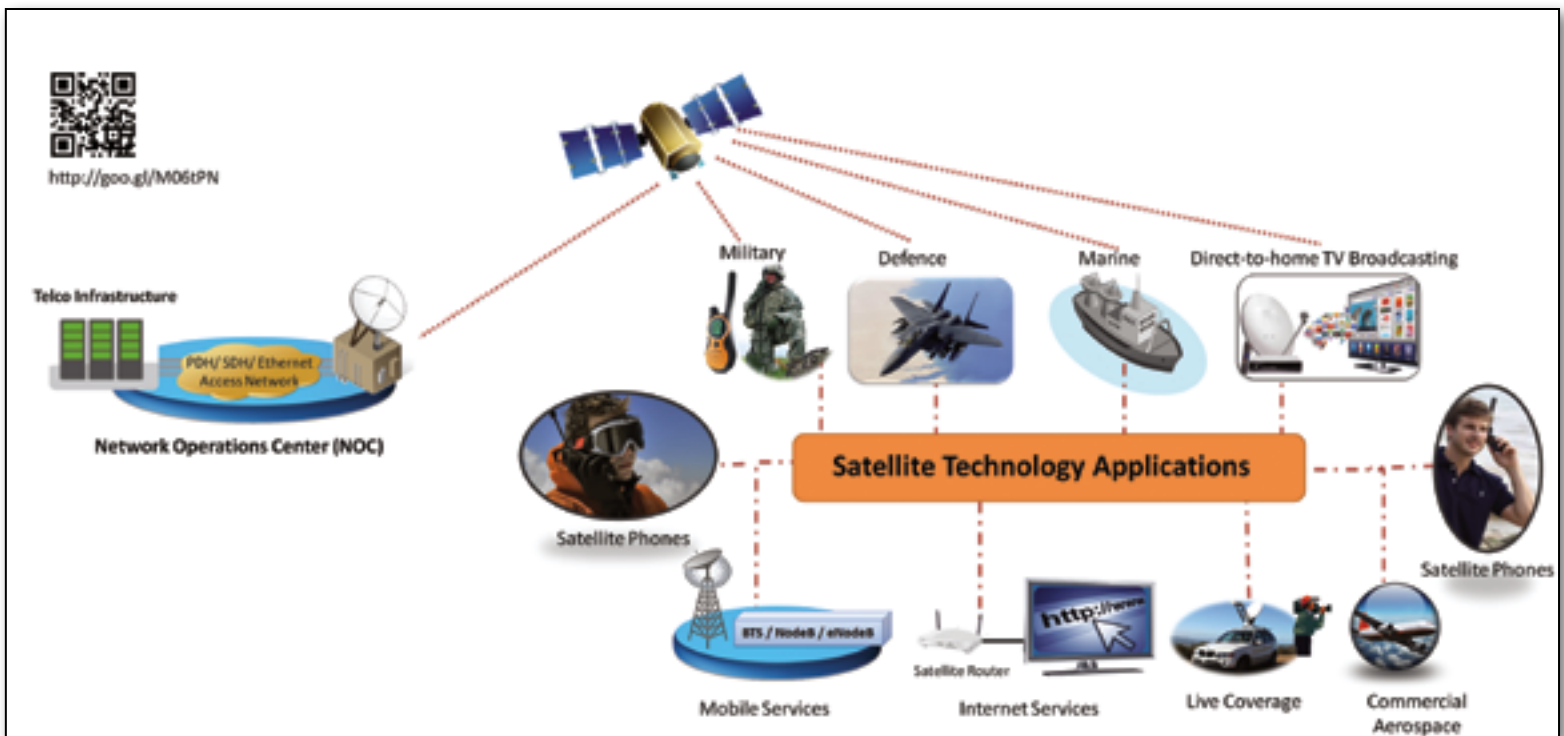 http://goo.gl/M06tPN
Military
Defence
Marine
Direct-to-home TV Broadcasting
Telco Infrastructure
PDH/ SDH/ Ethernet
Access Network
Network Operations Center (NOC)
Satellite Technology Applications
Satellite Phones
Satellite Phones
BTS / NodeB / eNodeB
http://www
Satellite Router
Mobile Services
Internet Services
Live Coverage
Commercial
Aerospace